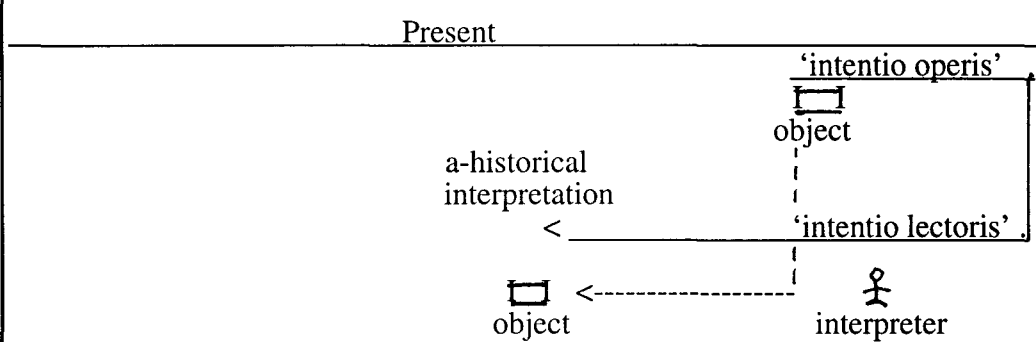 Present
‘intentio operis’
object
a-historical
interpretation
‘intentio lectoris’
object
interpreter